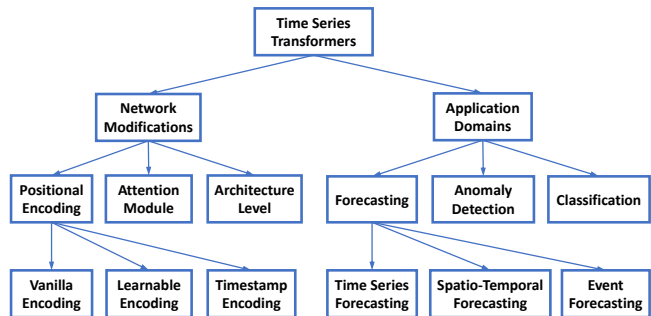 Time Series
Transformers
Network
Modifications
Application
Domains
Positional
Encoding
Attention
Module
Architecture
Level
Forecasting
Anomaly
Detection
Classification
Vanilla
Encoding
Learnable
Encoding
Timestamp
Encoding
Time Series
Forecasting
Spatio-Temporal
Forecasting
Event
Forecasting